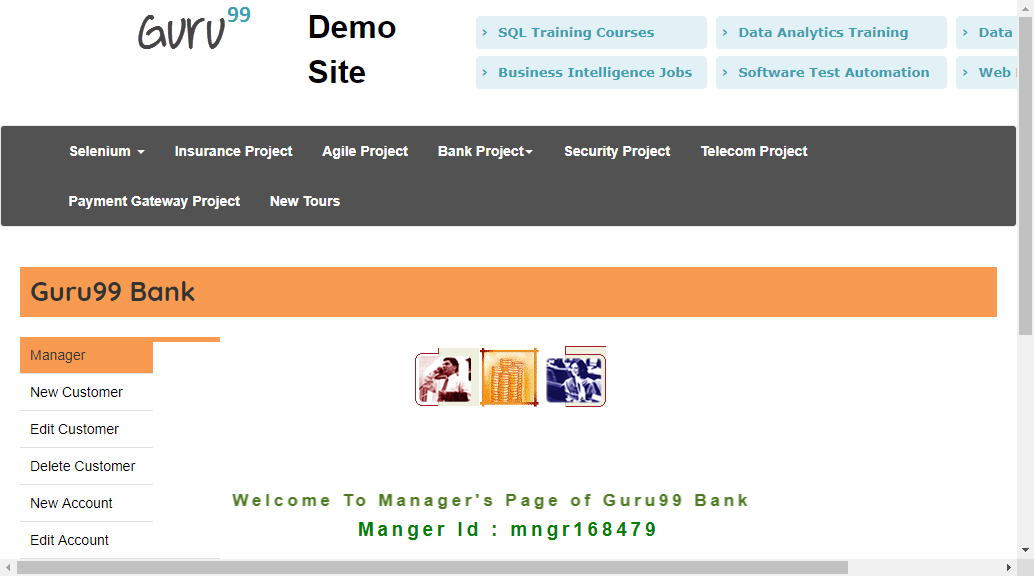 Guru99
Demo
Site
› SQL Training Courses
› Data Analytics Training
› Data
› Business Intelligence Jobs
› Software Test Automation
› Web
Selenium
Insurance Project
Agile Project
Bank Project
Security Project
Telecom Project
Payment Gateway Project
New Tours
Guru99 Bank
Manager
New Customer
Edit Customer
Delete Customer
New Account
Edit Account
Welcome To Manager's Page of Guru99 Bank
Manger Id : mngr168479